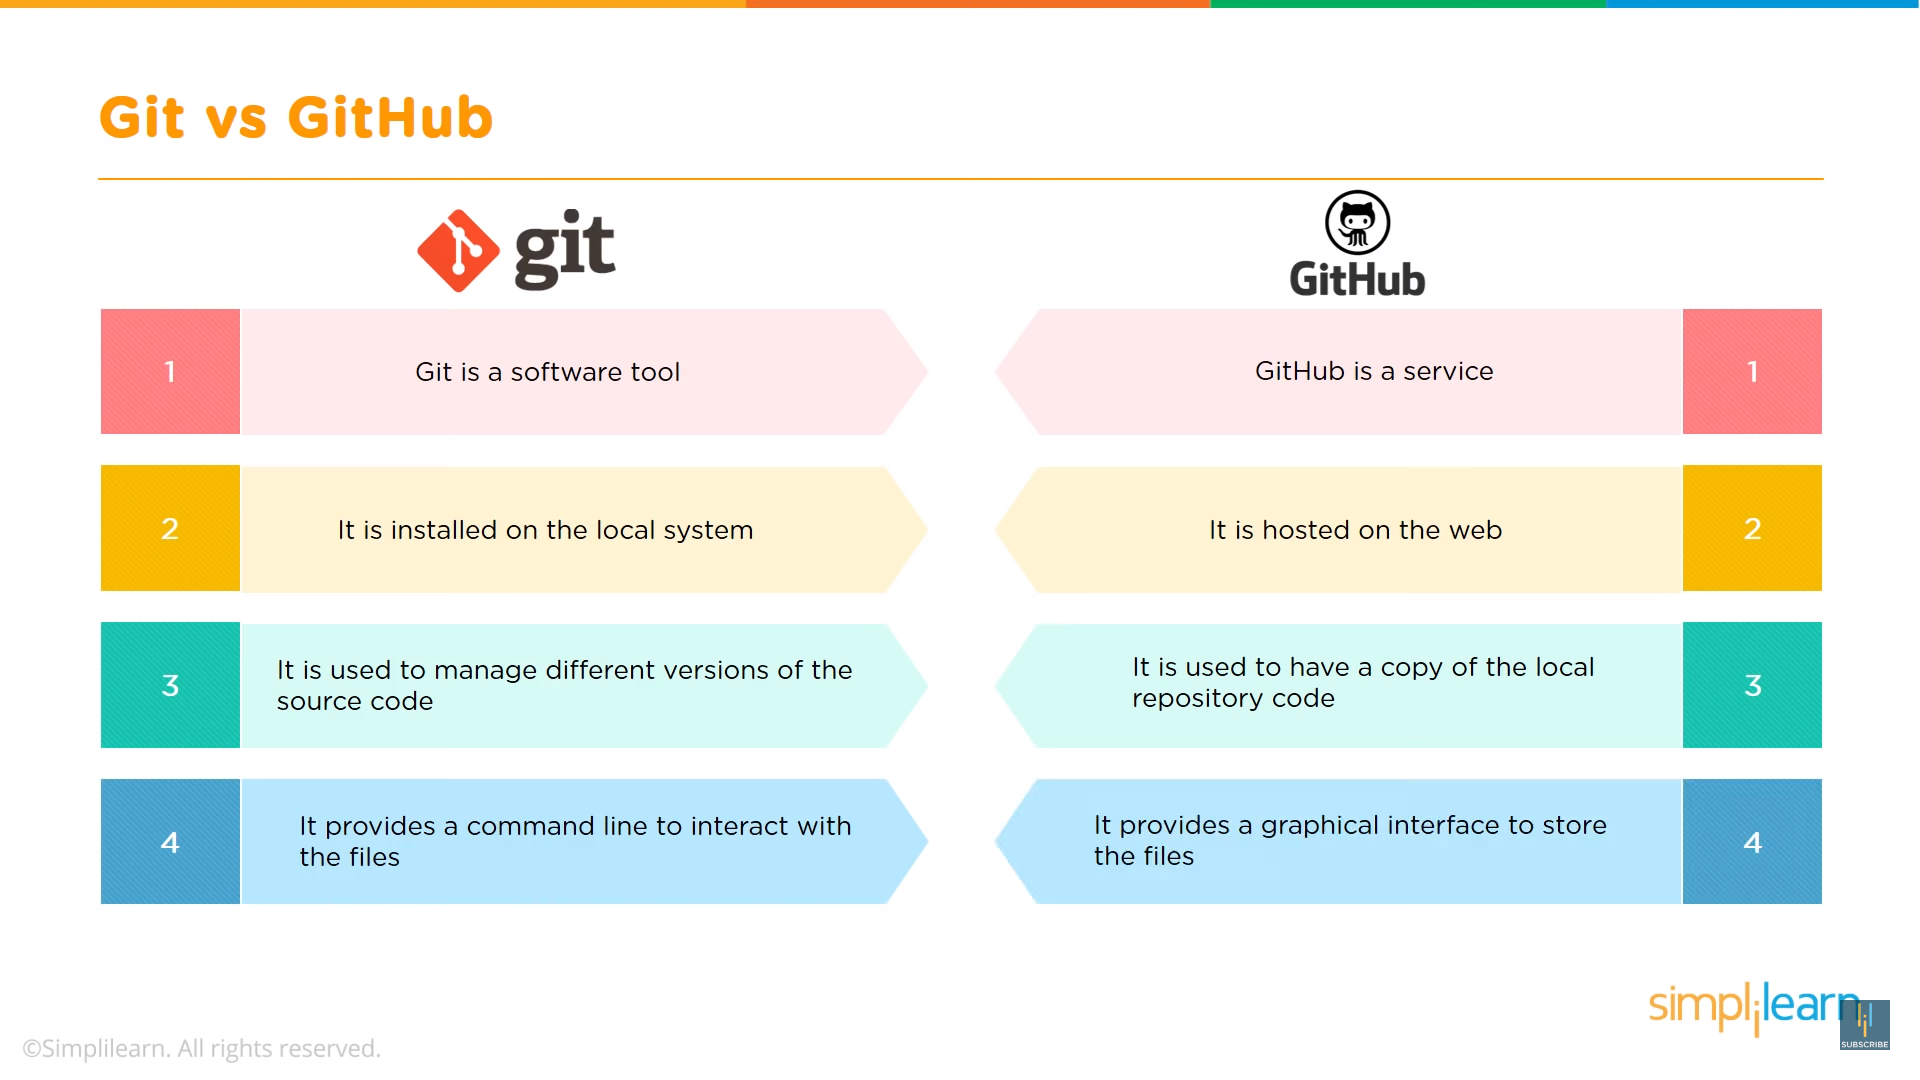 Git vs GitHub
git
GitHub
1
Git is a software tool
GitHub is a service
1
2
It is installed on the local system
It is hosted on the web
2
3
It is used to manage different versions of the
source code
It is used to have a copy of the local
repository code
3
4
It provides a command line to interact with
the files
It provides a graphical interface to store
the files
4
simplilearn
SUBSCRIBE
©Simplilearn. All rights reserved.